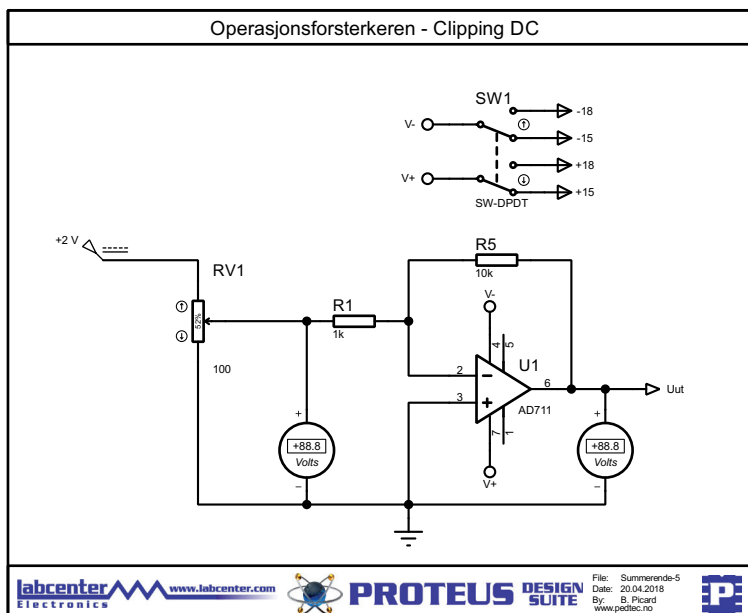 Operasjonsforsterkeren - Clipping DC
SW1
-18
V-
-15
+18
V+
+15
SW-DPDT
+2 V
RV1
52%
100
R1
1k
R5
10k
V-
4
5
U1
2
3
6
AD711
7
1
V+
Uut
+
+88.8
Volts
+
+88.8
Volts
labcenter
Electronics
www.labcenter.com
PROTEUS DESIGN SUITE
File: Summerende-5
Date: 20.04.2018
By: B. Picard
www.pedtec.no
P